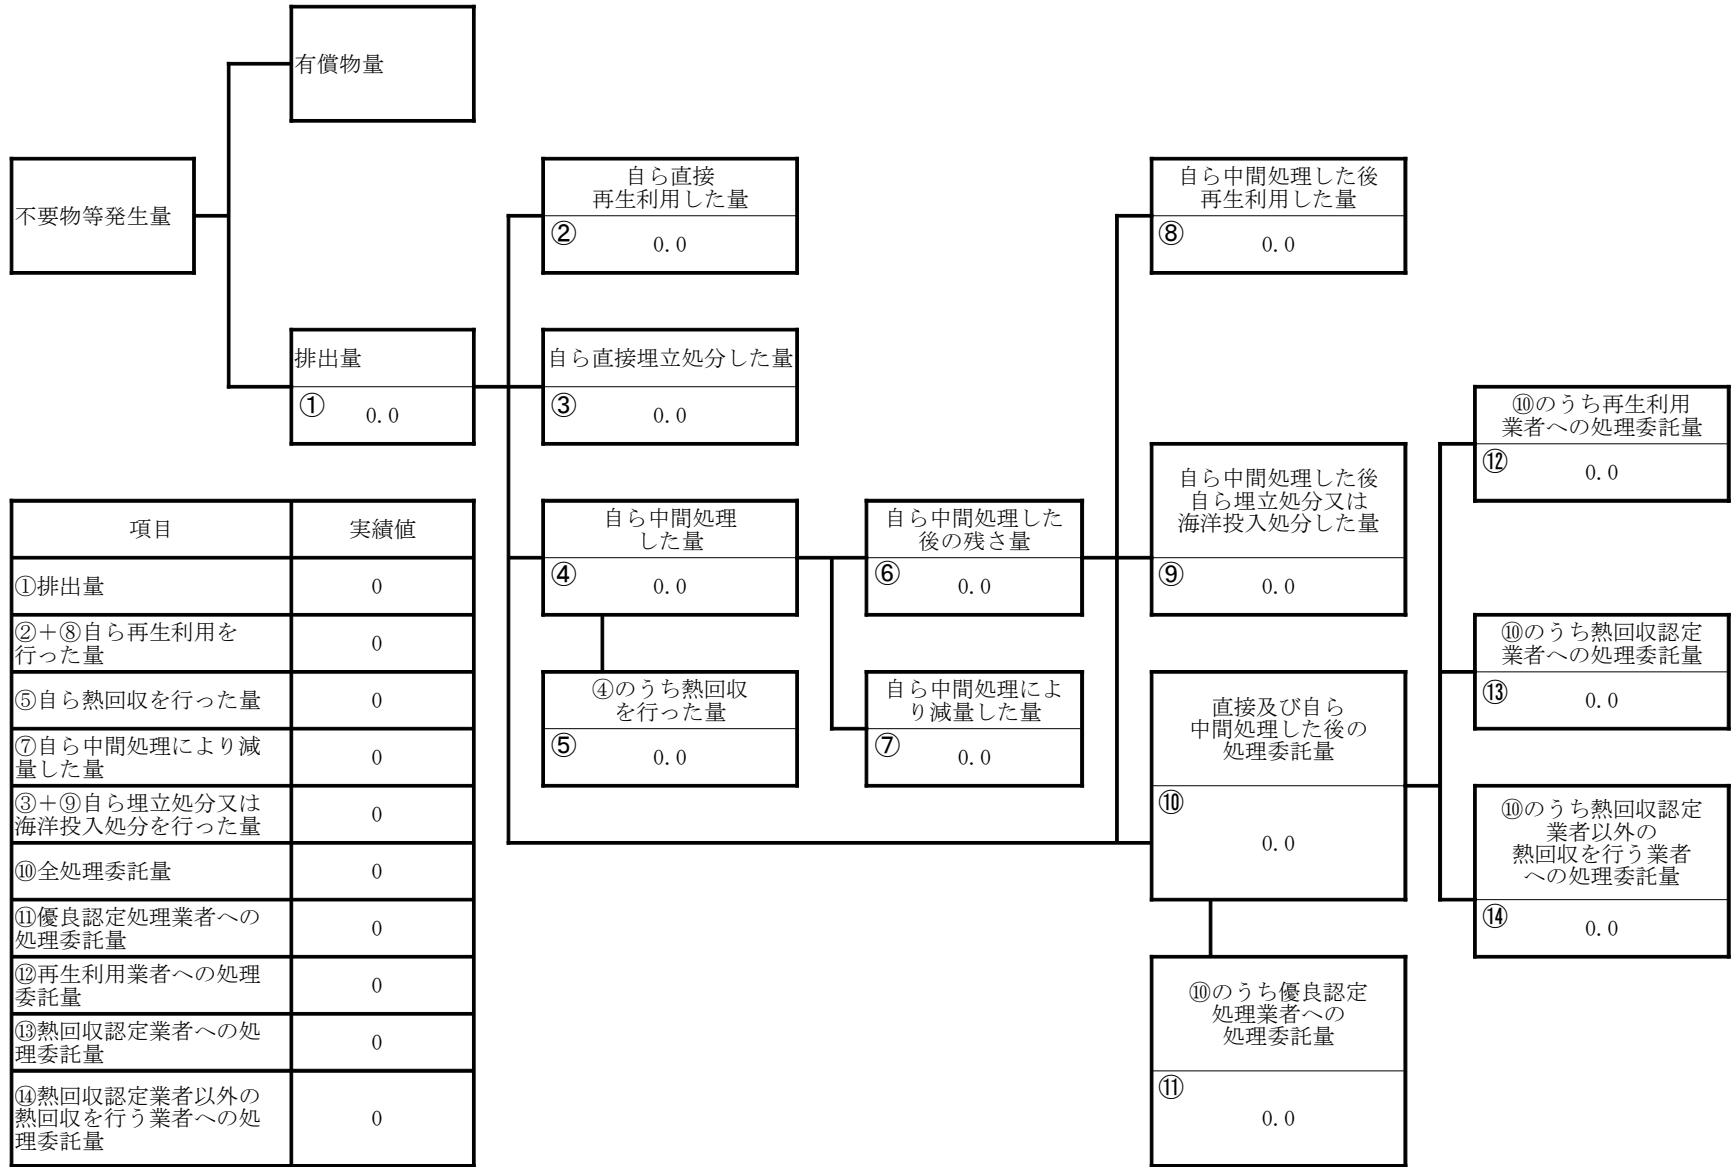 有償物量
不要物等発生量
排出量
①
0.0
自ら直接
再生利用した量
②
0.0
自ら直接埋立処分した量
③
0.0
自ら中間処理
した量
④
0.0
④のうち熱回収
を行った量
⑤
0.0
自ら中間処理した
後の残さ量
⑥
0.0
自ら中間処理によ
り減量した量
⑦
0.0
自ら中間処理した後
再生利用した量
⑧
0.0
自ら中間処理した後
自ら埋立処分又は
海洋投入処分した量
⑨
0.0
直接及び自ら
中間処理した後の
処理委託量
⑩
0.0
⑩のうち優良認定
処理業者への
処理委託量
⑪
0.0
⑩のうち再生利用
業者への処理委託量
⑫
0.0
⑩のうち熱回収認定
業者への処理委託量
⑬
0.0
⑩のうち熱回収認定
業者以外の
熱回収を行う業者
への処理委託量
⑭
0.0
項目 実績値
①排出量 0
②+⑧自ら再生利用を
行った量 0
⑤自ら熱回収を行った量 0
⑦自ら中間処理により減
量した量 0
③+⑨自ら埋立処分又は
海洋投入処分を行った量 0
⑩全処理委託量 0
⑪優良認定処理業者への
処理委託量 0
⑫再生利用業者への処理
委託量 0
⑬熱回収認定業者への処
理委託量 0
⑭熱回収認定業者以外の
熱回収を行う業者への処 0
理委託量